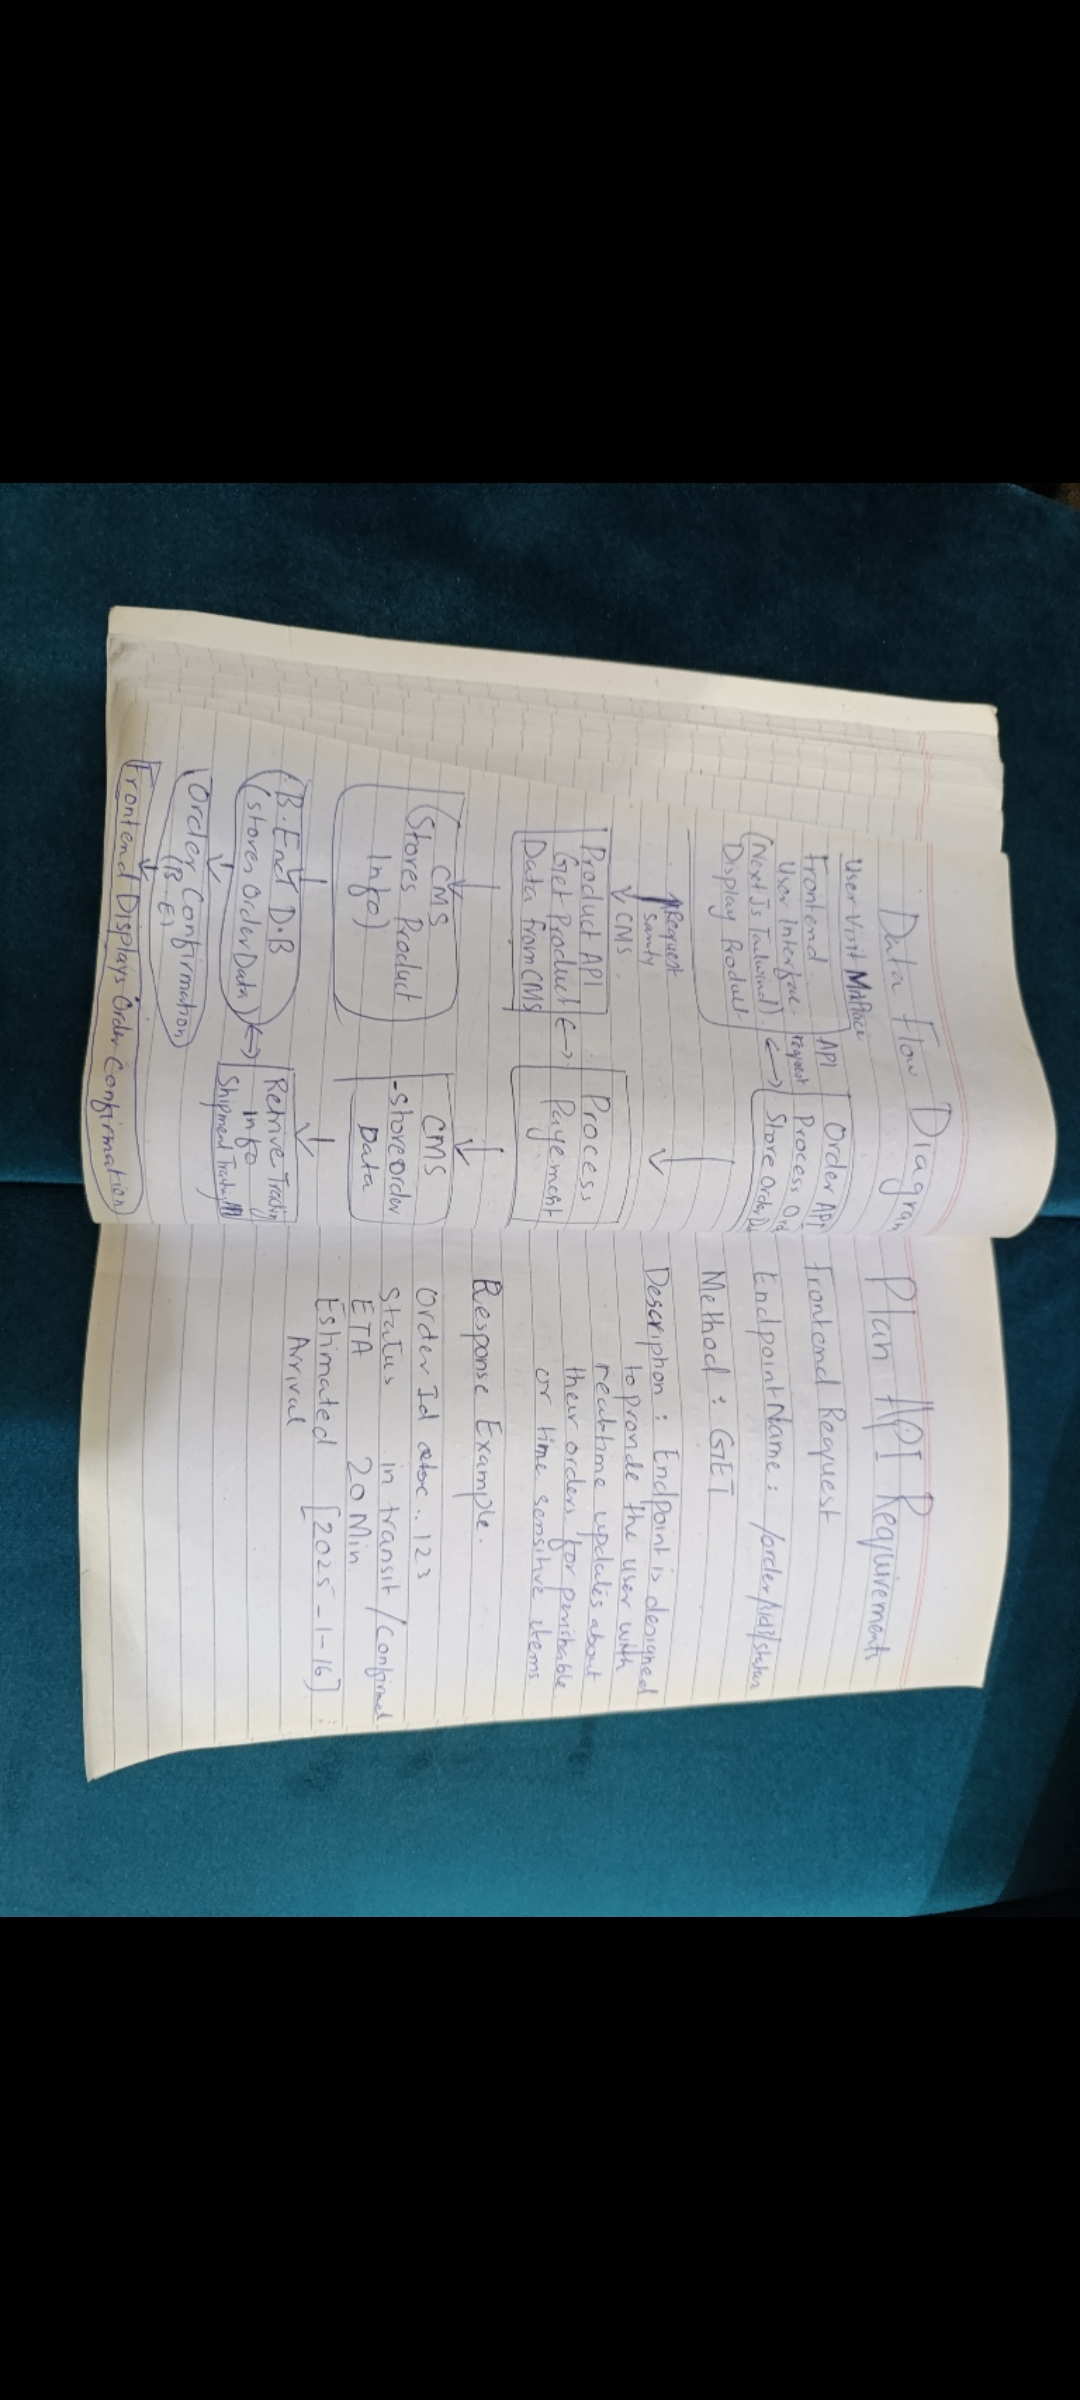 Data Flow Diagram
User Visit MrkPlace
Frontend
User Interface
(Next Js Tailwind)
Display Product
API
request
<->
Order API
Process Ord
Store Order Da
Request
Sanity
CMS
Product API
Get Product
Data from CMS
<->
Process
Payement
CMS
(Stores Product
Info)
CMS
-Store Order
Data
B.End D.B
(stores Order Data)
<->
Retrive Trackin
Info
Shipment Tracking API
Order Confirmation
(B.E)
Frontend Displays Order Confirmation
Plan API Requirements
Frontend Request
Endpoint Name: /order/id/status
Method : GET
Description : Endpoint is designed
to provide the user with
real-time updates about
their orders for perishable
or time sensitive items
Response Example.
Order Id 123
Status in transit / Confirmed
ETA 20 Min.
Estimated [2025-1-16] :
Arrival